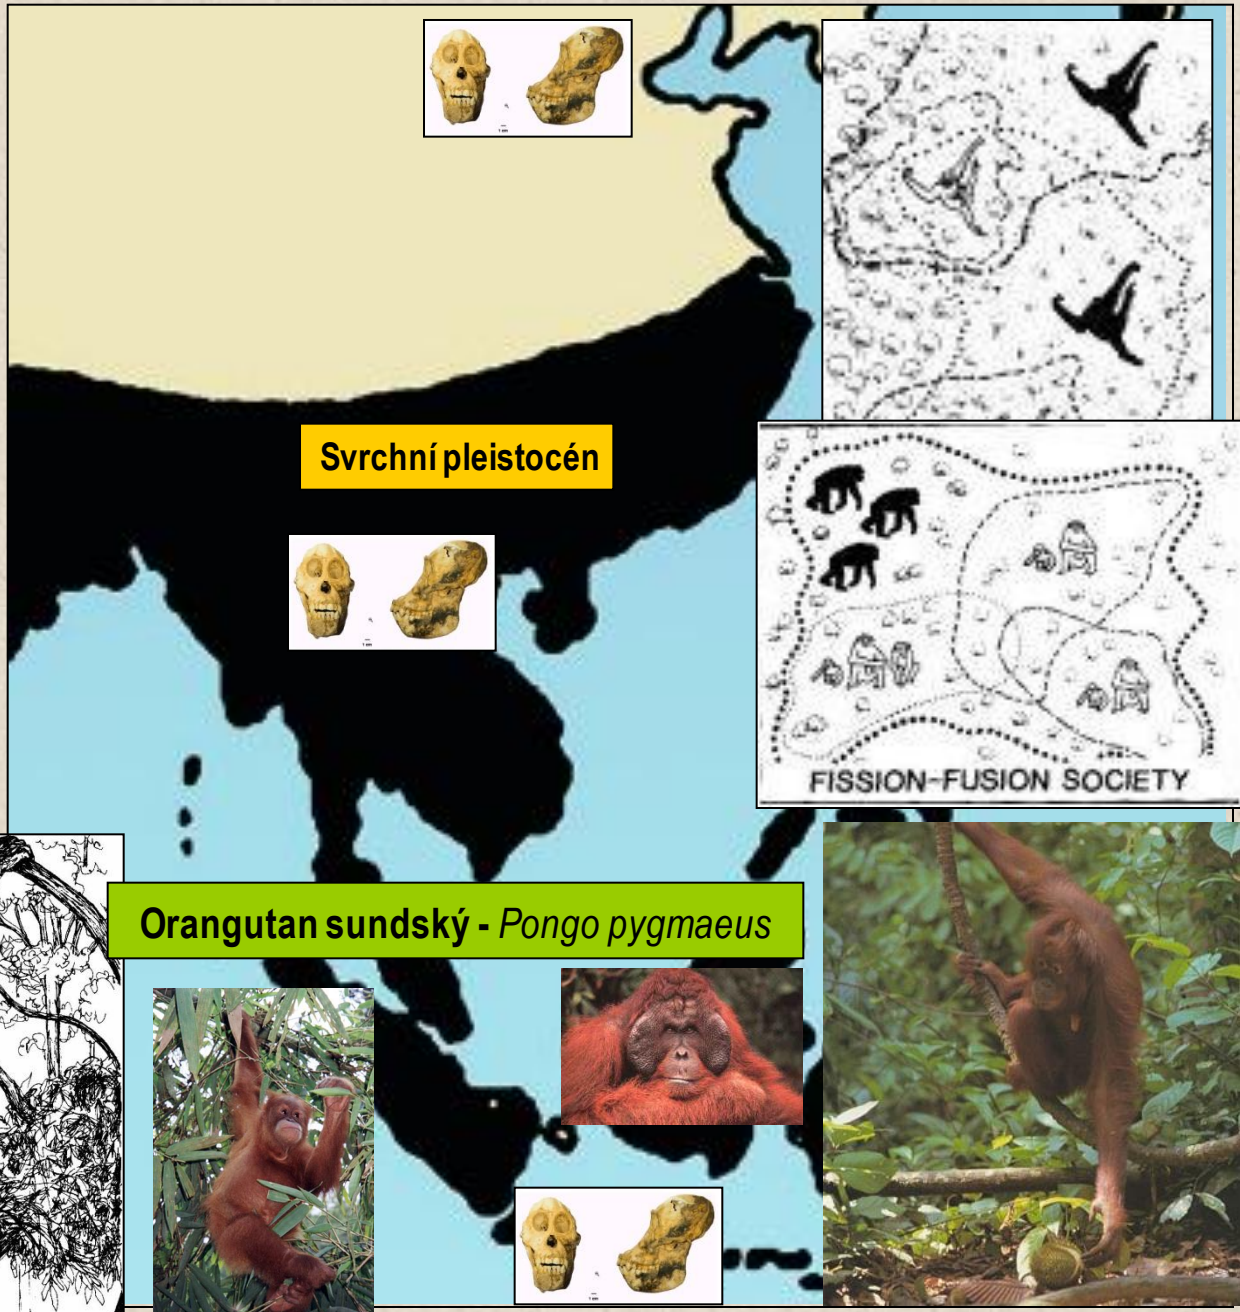 Svrchní pleistocén
FISSION-FUSION SOCIETY
Orangutan sundský - Pongo pygmaeus